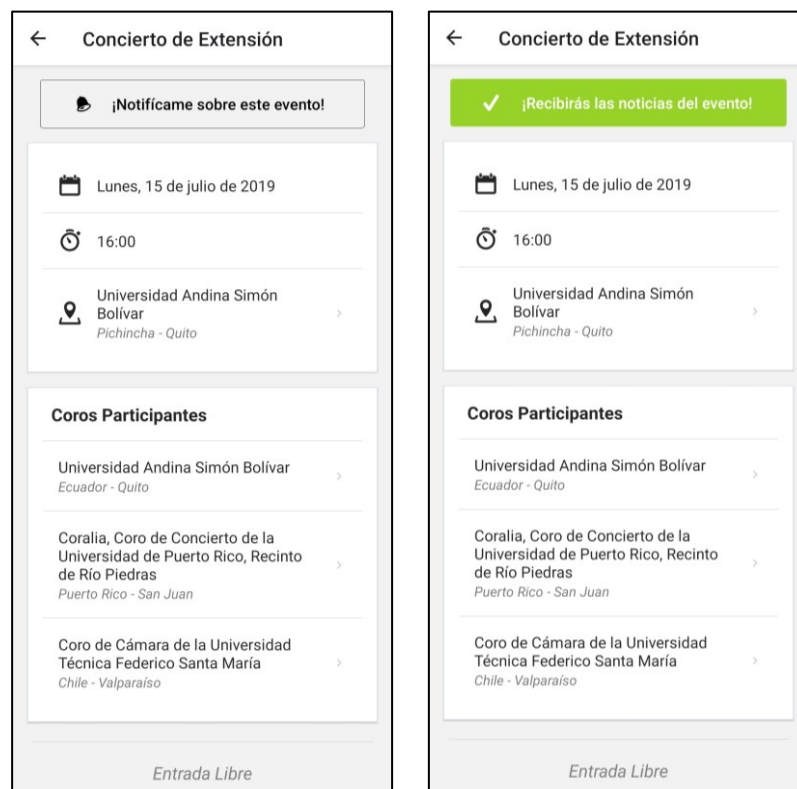 Concierto de Extensión
¡Notifícame sobre este evento!
Lunes, 15 de julio de 2019
16:00
Universidad Andina Simón
Bolívar
Pichincha - Quito
Coros Participantes
Universidad Andina Simón Bolívar
Ecuador - Quito
Coralia, Coro de Concierto de la
Universidad de Puerto Rico, Recinto
de Río Piedras
Puerto Rico - San Juan
Coro de Cámara de la Universidad
Técnica Federico Santa María
Chile - Valparaíso
Entrada Libre
Concierto de Extensión
¡Recibirás las noticias del evento!
Lunes, 15 de julio de 2019
16:00
Universidad Andina Simón
Bolívar
Pichincha - Quito
Coros Participantes
Universidad Andina Simón Bolívar
Ecuador - Quito
Coralia, Coro de Concierto de la
Universidad de Puerto Rico, Recinto
de Río Piedras
Puerto Rico - San Juan
Coro de Cámara de la Universidad
Técnica Federico Santa María
Chile - Valparaíso
Entrada Libre